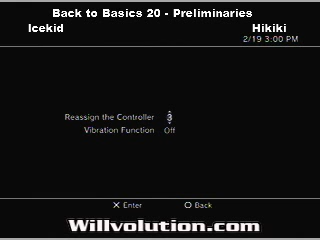 Back to Basics 20 - Preliminaries
Icekid Hikiki
2/19 3:00 PM
Reassign the Controller 3
Vibration Function Off
X Enter O Back
Willvolution.com